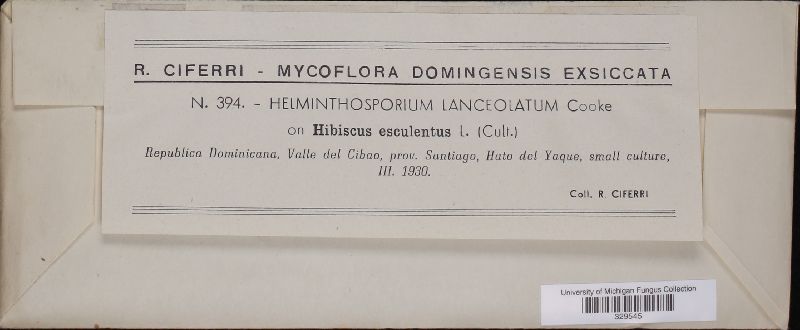 R. CIFERRI - MYCOFLORA DOMINGENSIS EXSICCATA
N. 394. - HELMINTHOSPORIUM LANCEOLATUM Cooke
on Hibiscus esculentus L. (Cult.)
Republica Dominicana, Valle del Cibao, prov. Santiago, Hato del Yaque, small culture,
III. 1930.
Coll. R. CIFERRI
University of Michigan Fungus Collection
329545